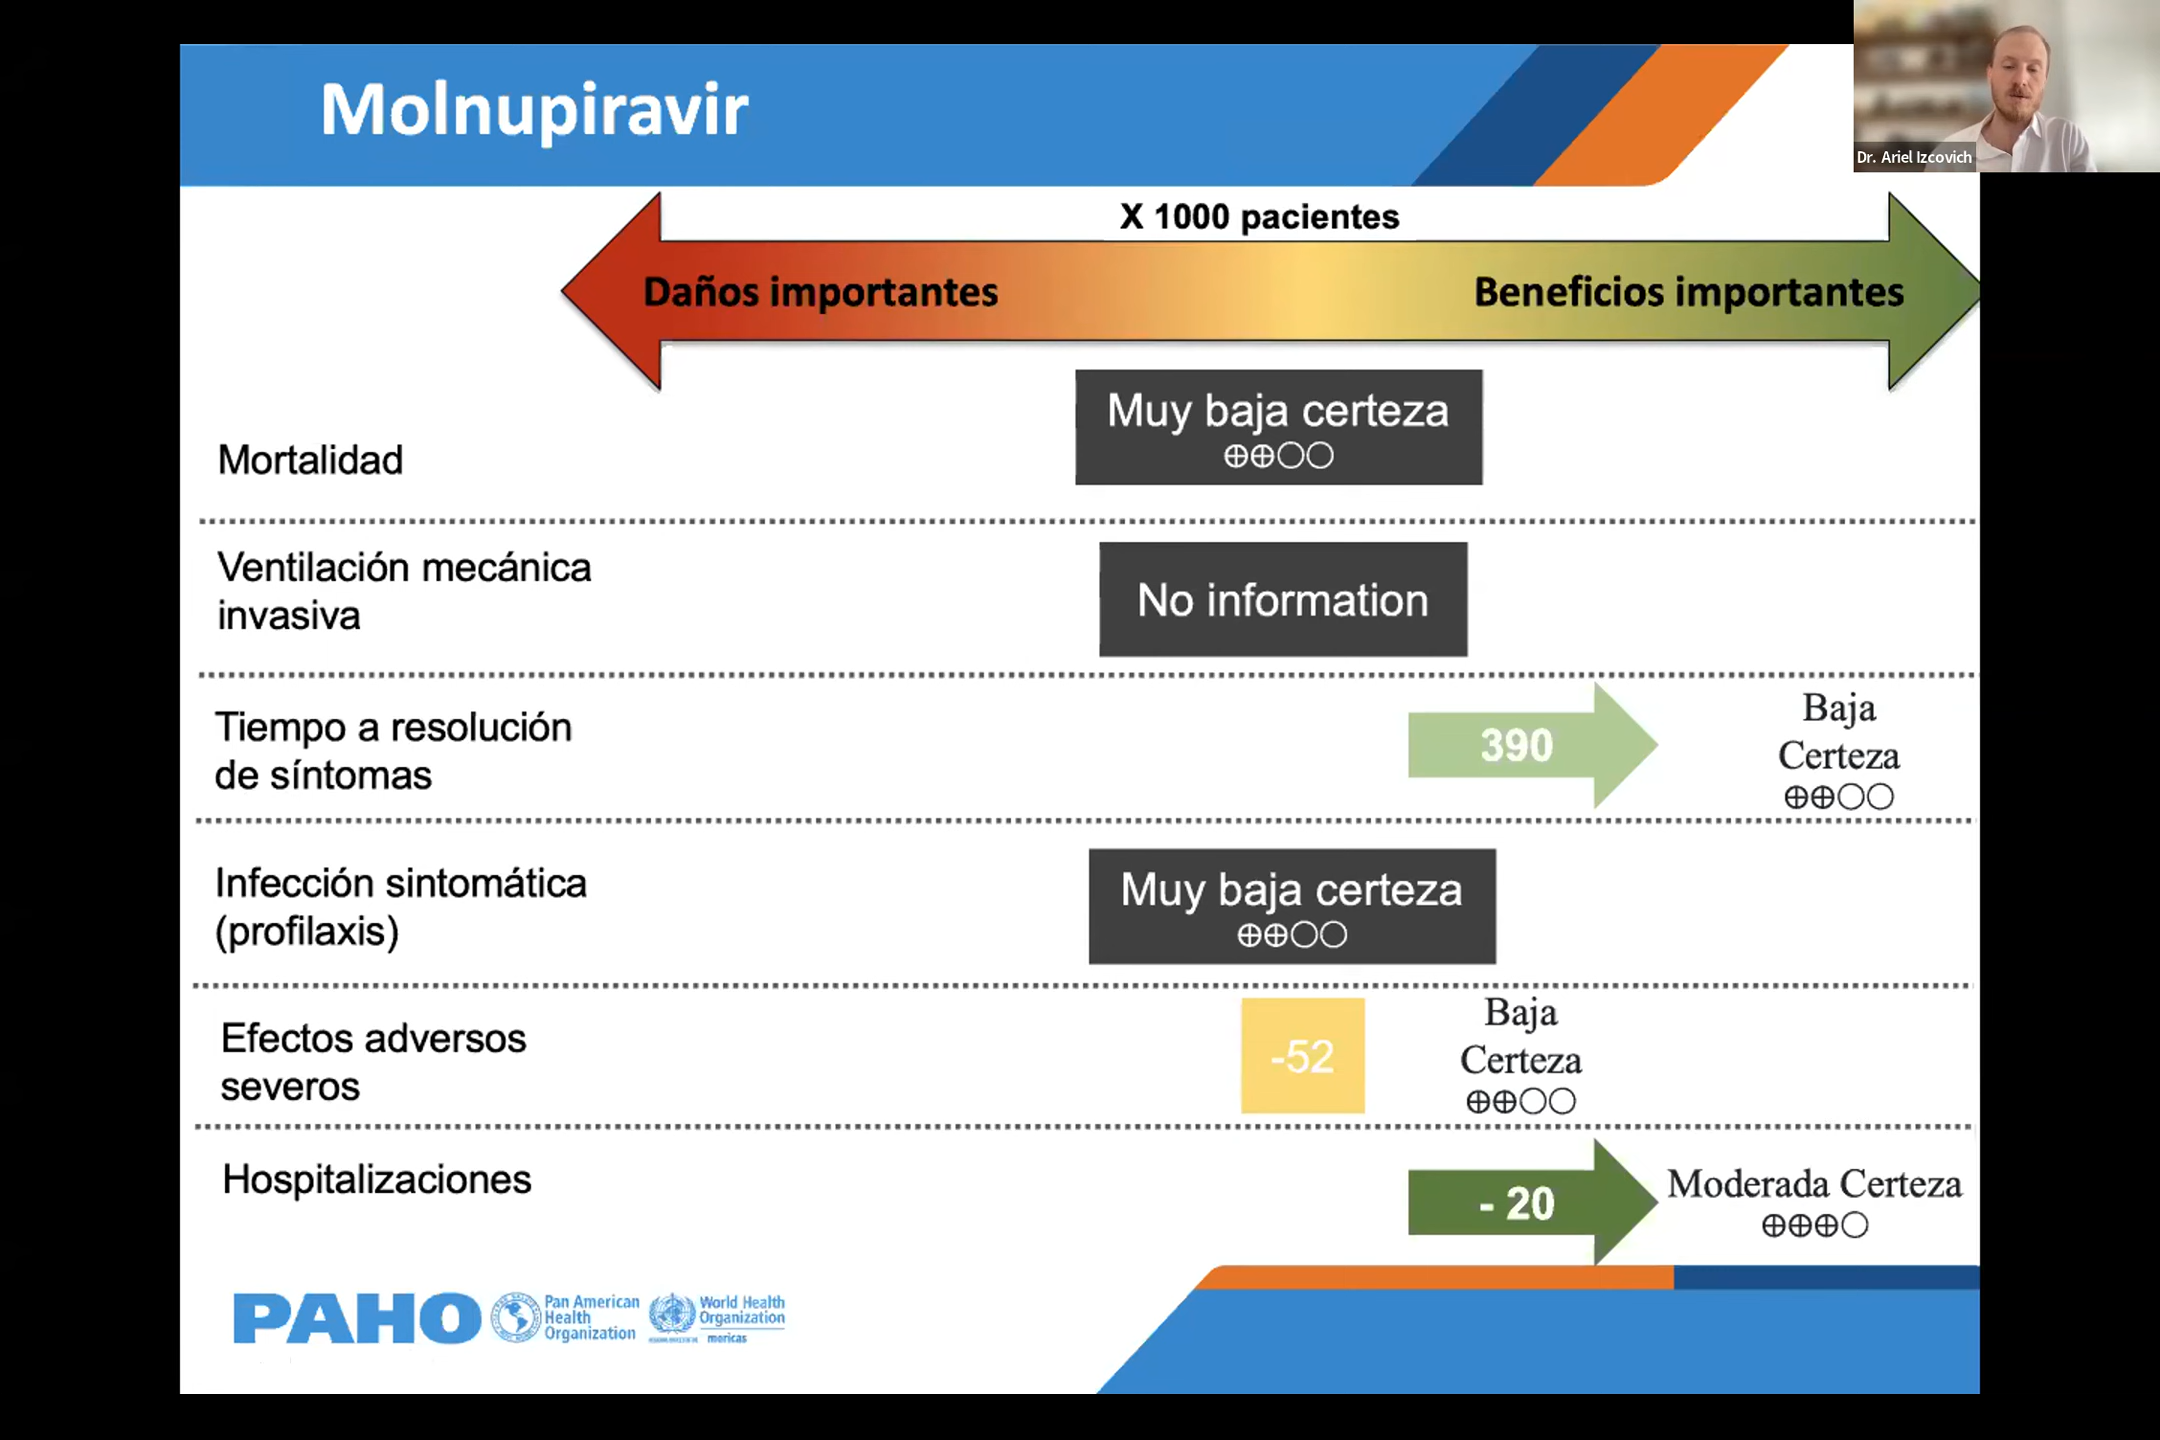 Molnupiravir
Dr. Ariel Izcovich
X 1000 pacientes
Daños importantes
Beneficios importantes
Mortalidad
Muy baja certeza
⊕⊕○○
Ventilación mecánica
invasiva
No information
Tiempo a resolución
de síntomas
390
Baja
Certeza
⊕⊕○○
Infección sintomática
(profilaxis)
Muy baja certeza
⊕⊕○○
Efectos adversos
severos
-52
Baja
Certeza
⊕⊕○○
Hospitalizaciones
- 20
Moderada Certeza
⊕⊕⊕○
PAHO
Pan American
Health
Organization
World Health
Organization
mericas